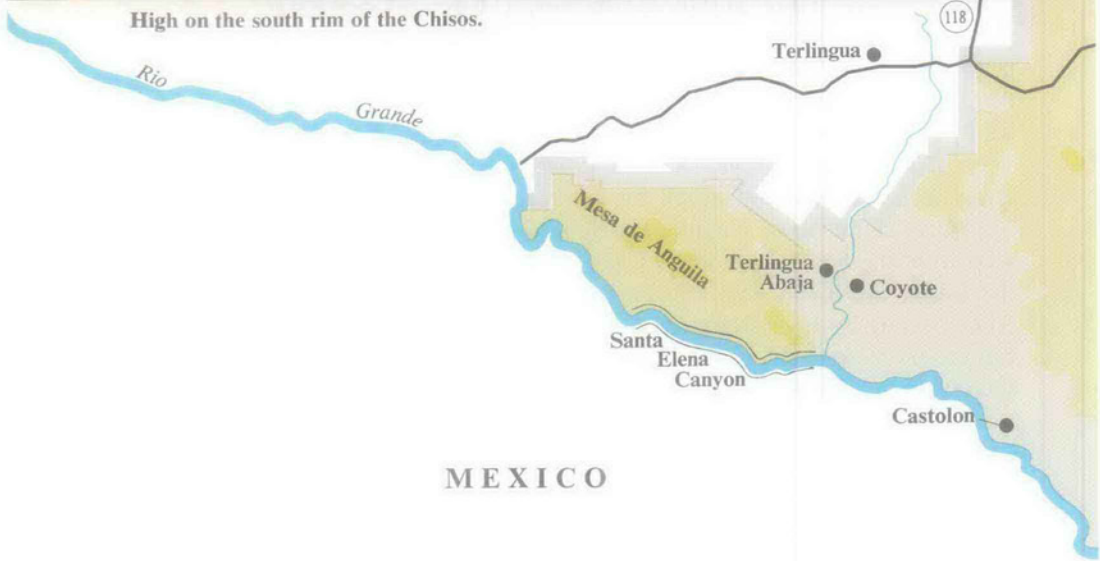 High on the south rim of the Chisos.
118
Terlingua
Rio
Grande
Mesa de Anguila
Terlingua
Abaja
Coyote
Santa
Elena
Canyon
Castolon
MEXICO